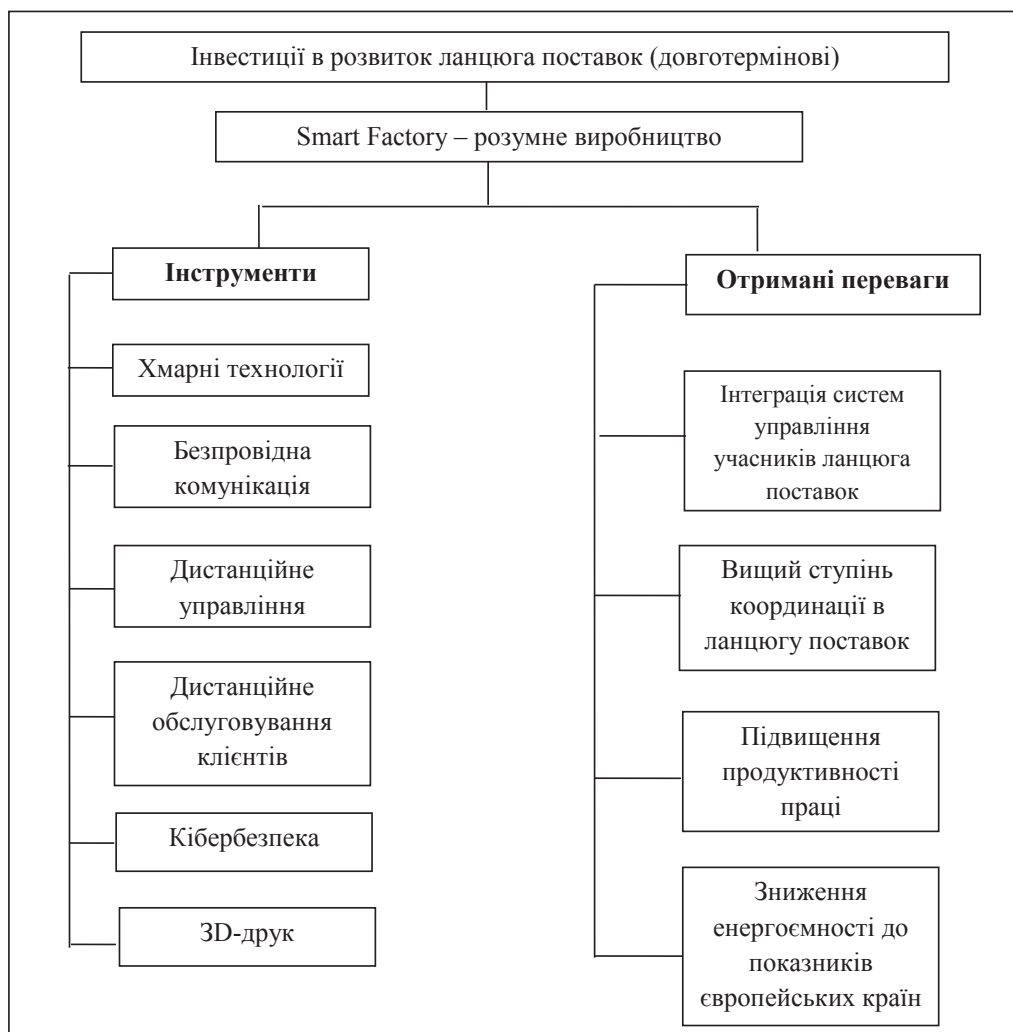 Інвестиції в розвиток ланцюга поставок (довготермінові)
Smart Factory – розумне виробництво
Інструменти
Хмарні технології
Безпровідна
комунікація
Дистанційне
управління
Дистанційне
обслуговування
клієнтів
Кібербезпека
3D-друк
Отримані переваги
Інтеграція систем
управління
учасників ланцюга
поставок
Вищий ступінь
координації в
ланцюгу поставок
Підвищення
продуктивності
праці
Зниження
енергоємності до
показників
європейських країн